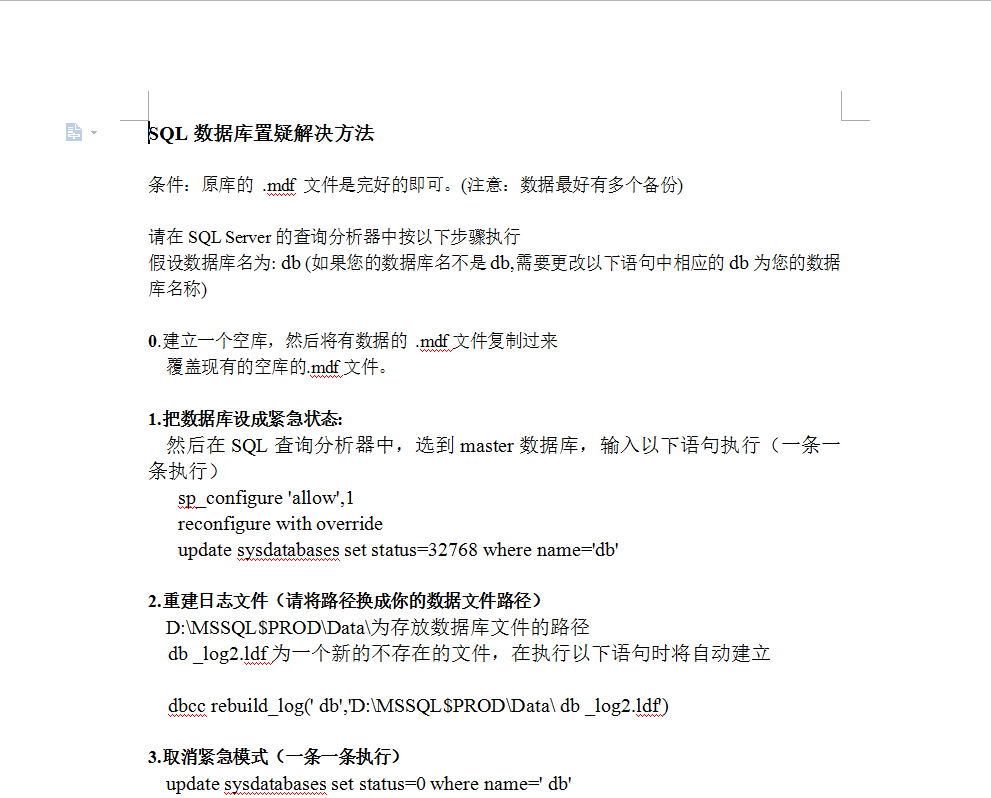 SQL 数据库置疑解决方法
条件：原库的 .mdf 文件是完好的即可。(注意：数据最好有多个备份)
请在 SQL Server 的查询分析器中按以下步骤执行
假设数据库名为: db (如果您的数据库名不是 db,需要更改以下语句中相应的 db 为您的数据
库名称)
0.建立一个空库，然后将有数据的 .mdf 文件复制过来
覆盖现有的空库的.mdf 文件。
1.把数据库设成紧急状态:
然后在 SQL 查询分析器中，选到 master 数据库，输入以下语句执行（一条一
条执行）
sp_configure 'allow',1
reconfigure with override
update sysdatabases set status=32768 where name='db'
2.重建日志文件（请将路径换成你的数据文件路径）
D:\MSSQL$PROD\Data\为存放数据库文件的路径
db _log2.ldf 为一个新的不存在的文件，在执行以下语句时将自动建立
dbcc rebuild_log(' db','D:\MSSQL$PROD\Data\ db _log2.ldf')
3.取消紧急模式（一条一条执行）
update sysdatabases set status=0 where name=' db'